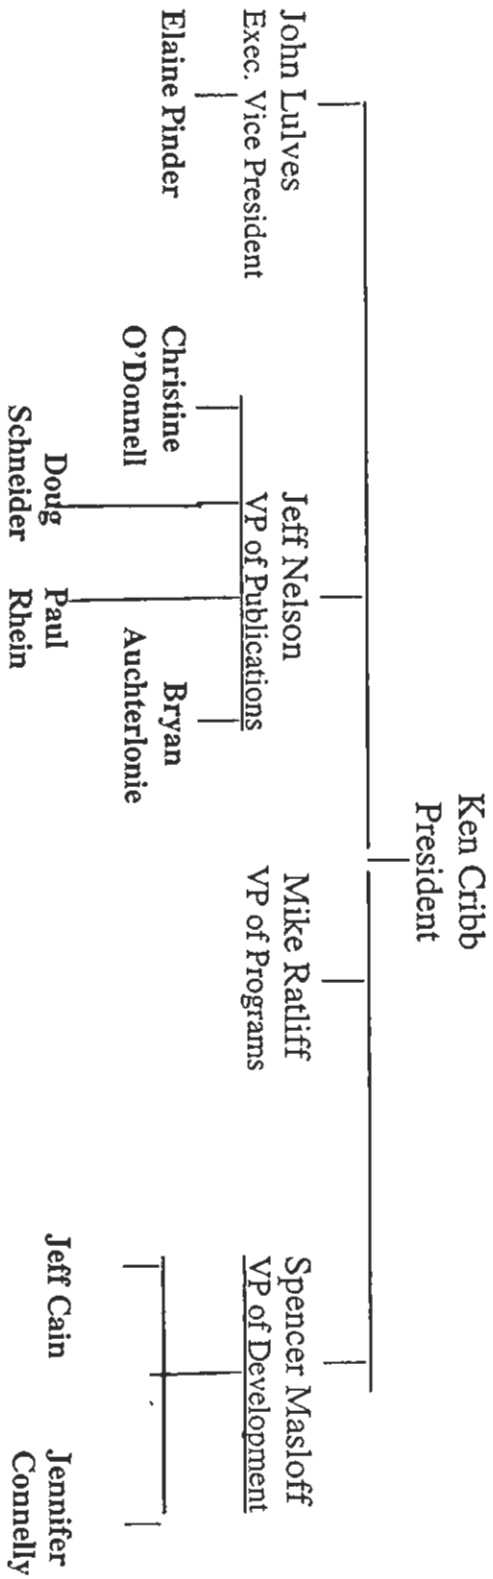 Ken Cribb
President
John Lulves
Exec. Vice President
Jeff Nelson
VP of Publications
Mike Ratliff
VP of Programs
Spencer Masloff
VP of Development
Elaine Pinder
Christine
O'Donnell
Bryan
Auchterlonie
Doug
Schneider
Paul
Rhein
Jeff Cain
Jennifer
Connelly